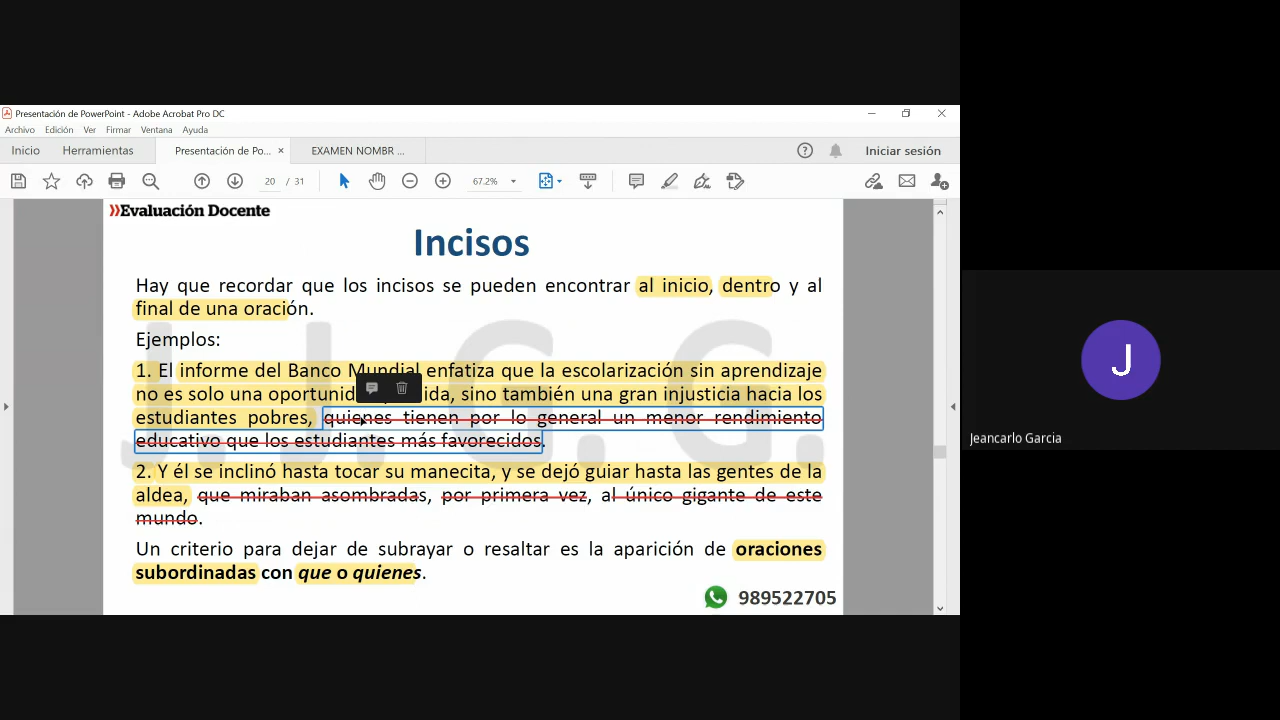 Presentación de PowerPoint - Adobe Acrobat Pro DC
Archivo Edición Ver Firmar Ventana Ayuda
Inicio Herramientas Presentación de Po... × EXAMEN NOMBR ... Iniciar sesión
20 / 31 67.2%
»Evaluación Docente
Incisos
Hay que recordar que los incisos se pueden encontrar al inicio, dentro y al
final de una oración.
Ejemplos:
1. El informe del Banco Mundial enfatiza que la escolarización sin aprendizaje
no es solo una oportunidad perdida, sino también una gran injusticia hacia los
estudiantes pobres, quienes tienen por lo general un menor rendimiento
educativo que los estudiantes más favorecidos.
2. Y él se inclinó hasta tocar su manecita, y se dejó guiar hasta las gentes de la
aldea, que miraban asombradas, por primera vez, al único gigante de este
mundo.
Un criterio para dejar de subrayar o resaltar es la aparición de oraciones
subordinadas con que o quienes.
989522705
J. J. G. G.
J
Jeancarlo Garcia